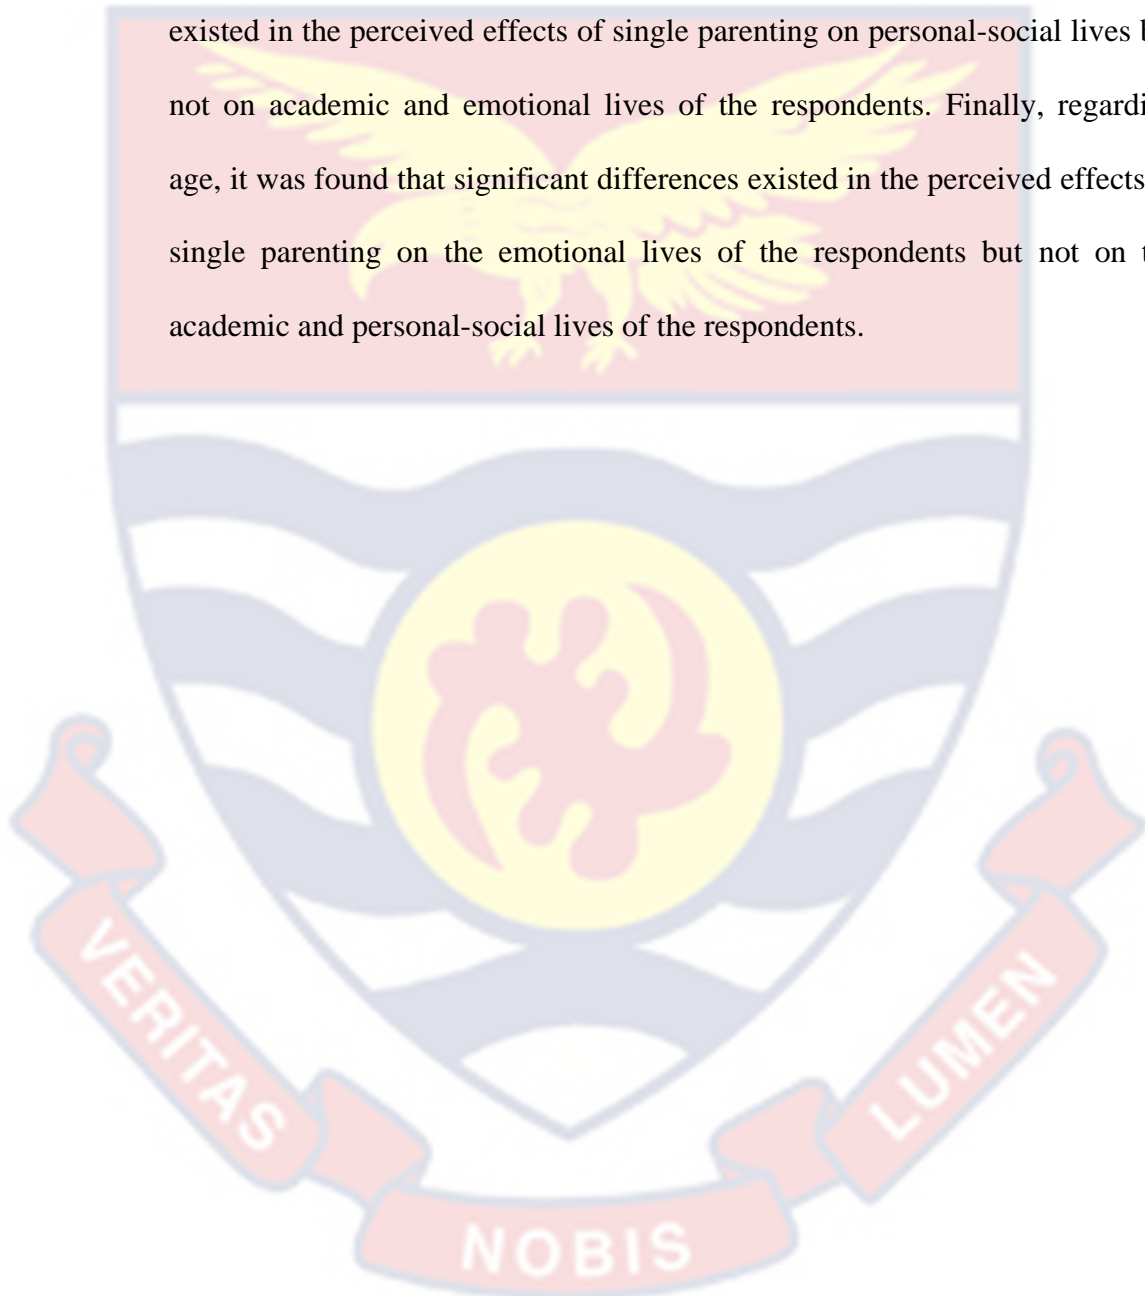 existed in the perceived effects of single parenting on personal-social lives b
not on academic and emotional lives of the respondents. Finally, regardi
age, it was found that significant differences existed in the perceived effects
single parenting on the emotional lives of the respondents but not on t
academic and personal-social lives of the respondents.
VERITAS
NOBIS
LUMEN